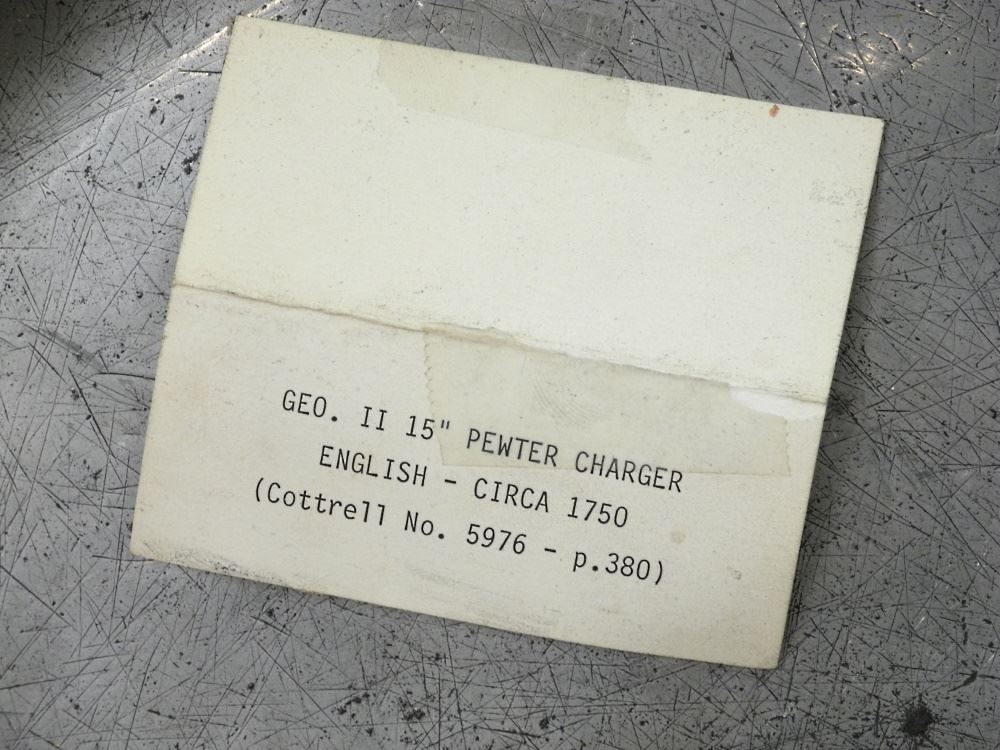 GEO. II 15" PEWTER CHARGER
ENGLISH - CIRCA 1750
(Cottrell No. 5976 - p.380)